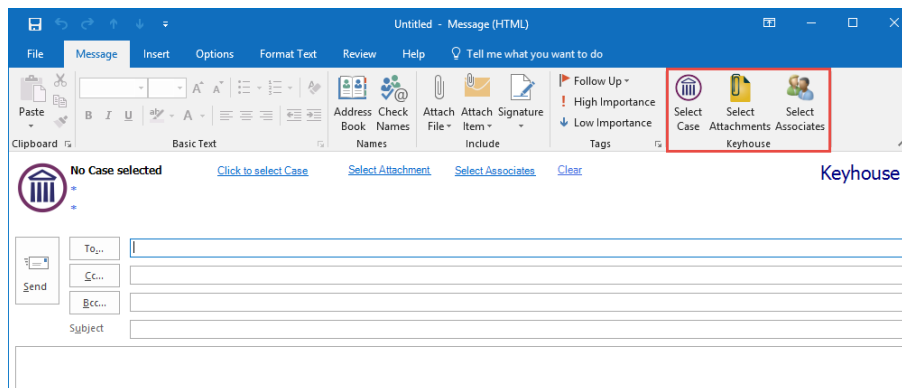 Untitled - Message (HTML)
File Message Insert Options Format Text Review Help Tell me what you want to do
Paste
Clipboard
B I U
Basic Text
Address Book
Check Names
Names
Attach File
Attach Item
Signature
Include
Follow Up
High Importance
Low Importance
Tags
Select Case
Select Attachments
Select Associates
Keyhouse
No Case selected Click to select Case Select Attachment Select Associates Clear Keyhouse
*
*
Send
To...
Cc...
Bcc...
Subject